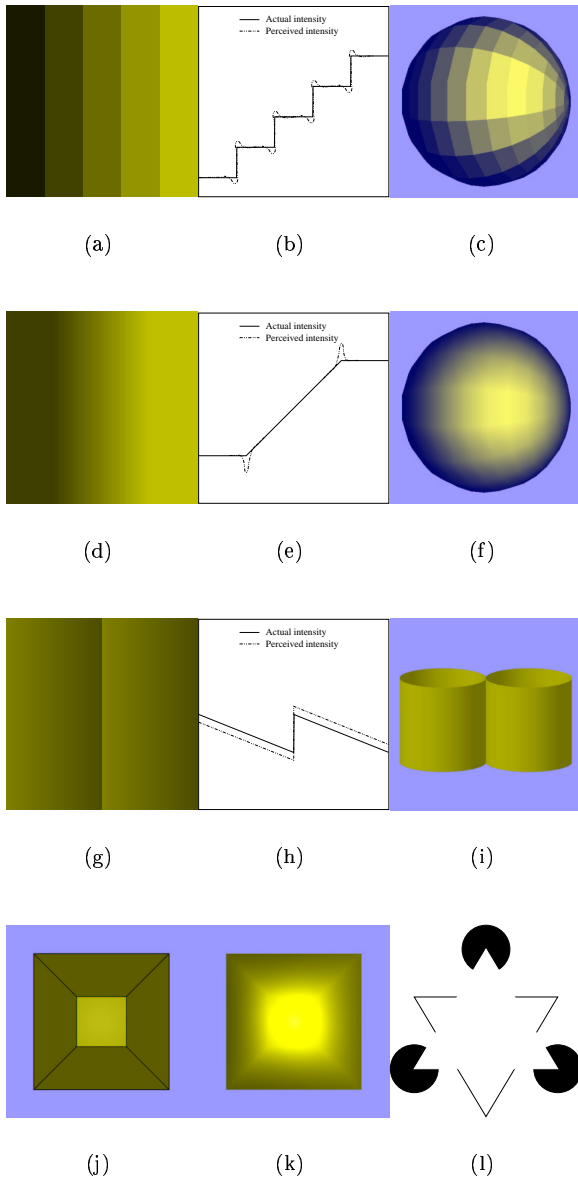 Actual intensity
Perceived intensity
(a) (b) (c)
Actual intensity
Perceived intensity
(d) (e) (f)
Actual intensity
Perceived intensity
(g) (h) (i)
(j) (k) (l)